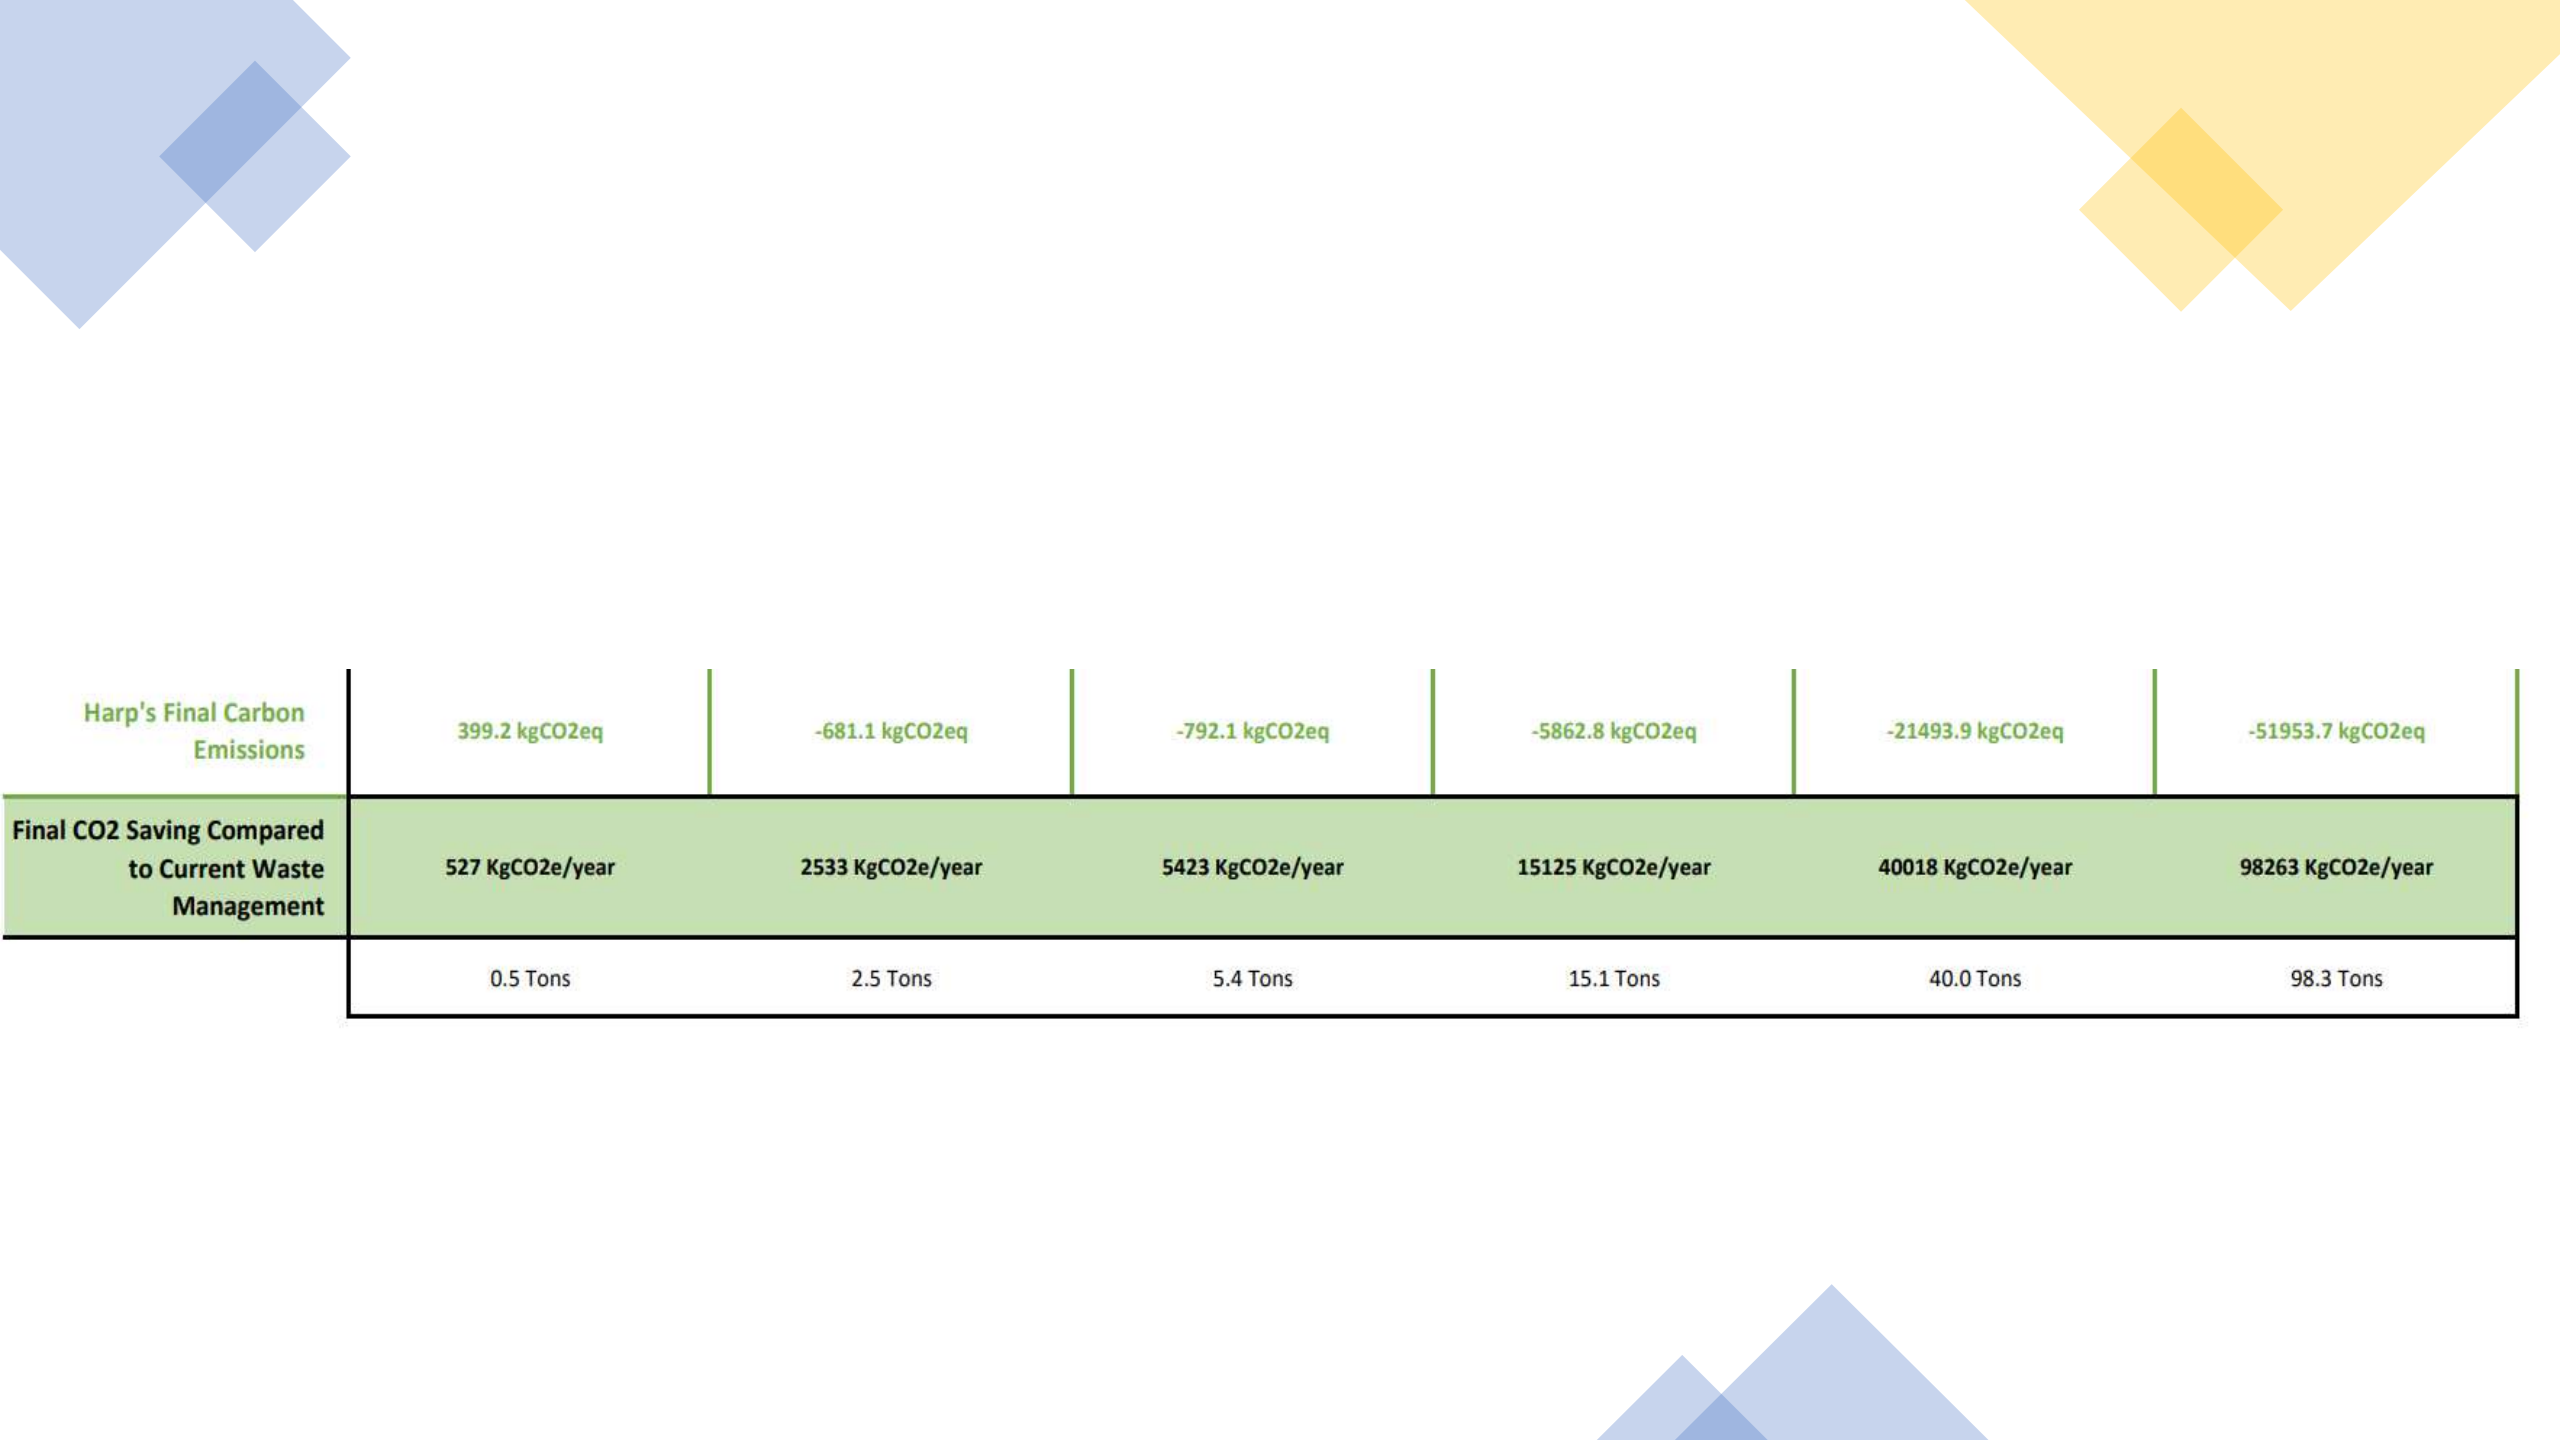 Harp's Final Carbon
Emissions
399.2 kgCO2eq
-681.1 kgCO2eq
-792.1 kgCO2eq
-5862.8 kgCO2eq
-21493.9 kgCO2eq
-51953.7 kgCO2eq
Final CO2 Saving Compared
to Current Waste
Management
527 KgCO2e/year
2533 KgCO2e/year
5423 KgCO2e/year
15125 KgCO2e/year
40018 KgCO2e/year
98263 KgCO2e/year
0.5 Tons
2.5 Tons
5.4 Tons
15.1 Tons
40.0 Tons
98.3 Tons